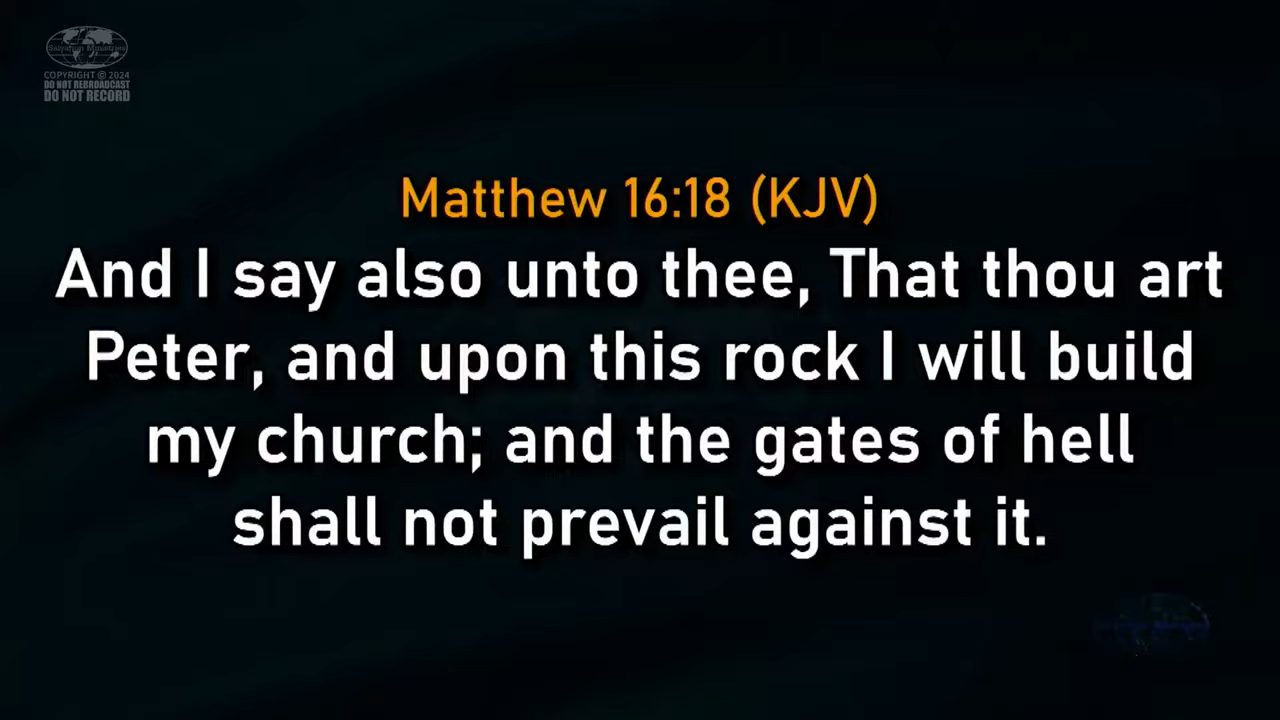 Salvation Ministries
COPYRIGHT © 2024
DO NOT REBROADCAST
DO NOT RECORD
Matthew 16:18 (KJV)
And I say also unto thee, That thou art
Peter, and upon this rock I will build
my church; and the gates of hell
shall not prevail against it.